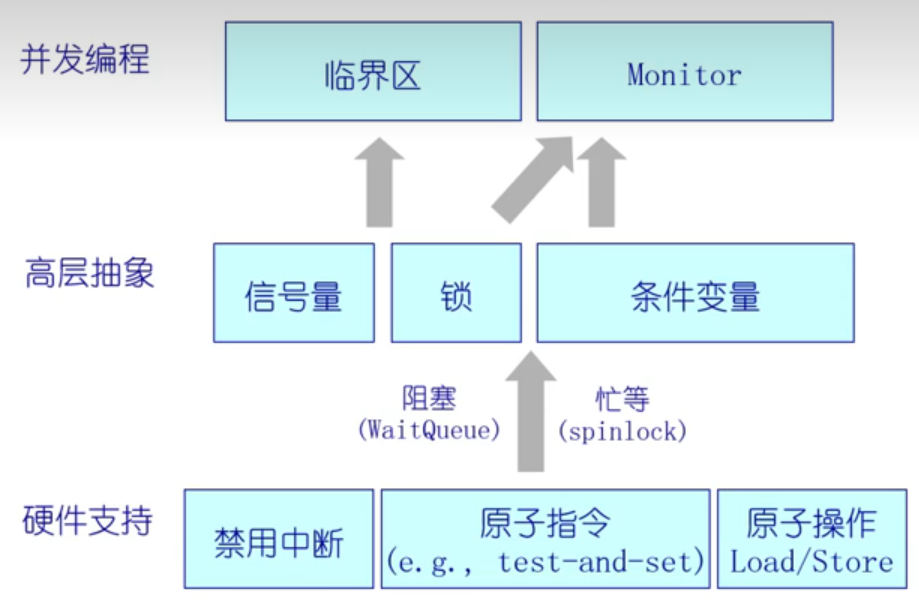 并发编程
临界区
Monitor
高层抽象
信号量
锁
条件变量
阻塞
(WaitQueue)
忙等
(spinlock)
硬件支持
禁用中断
原子指令
(e.g., test-and-set)
原子操作
Load/Store